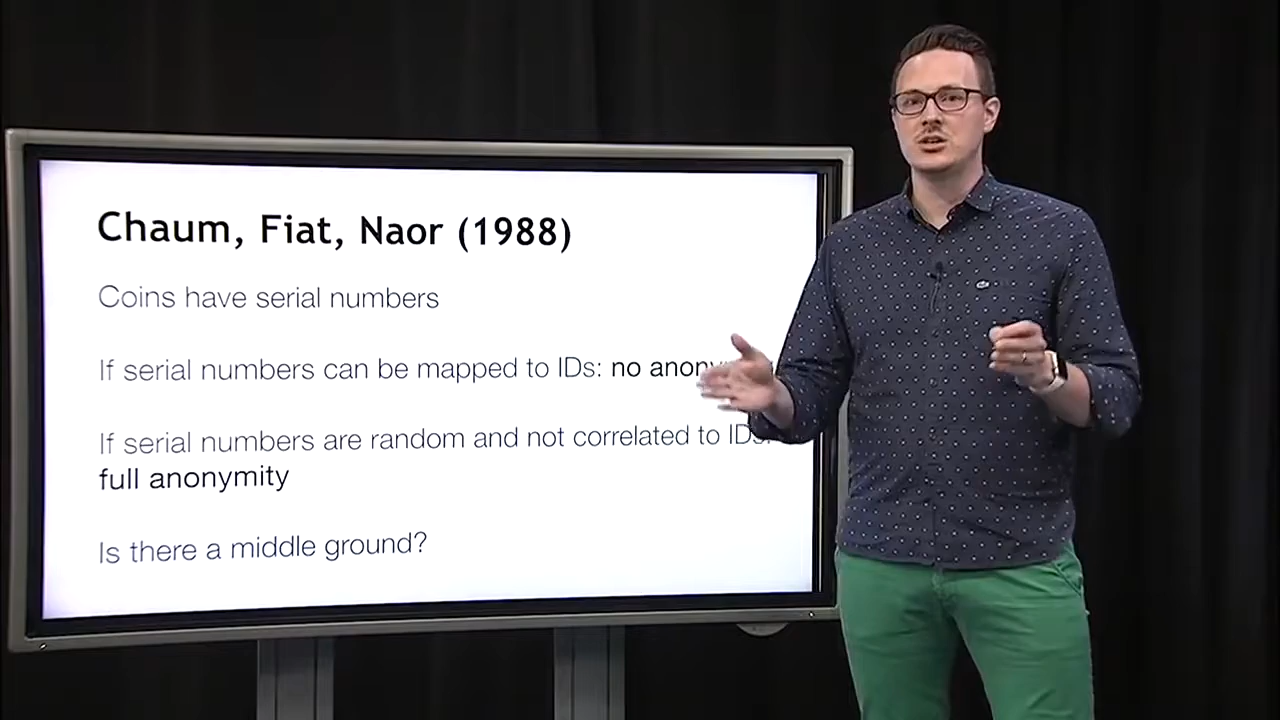 Chaum, Fiat, Naor (1988)
Coins have serial numbers
If serial numbers can be mapped to IDs: no
If serial numbers are random and not correlated to IDs:
full anonymity
Is there a middle ground?